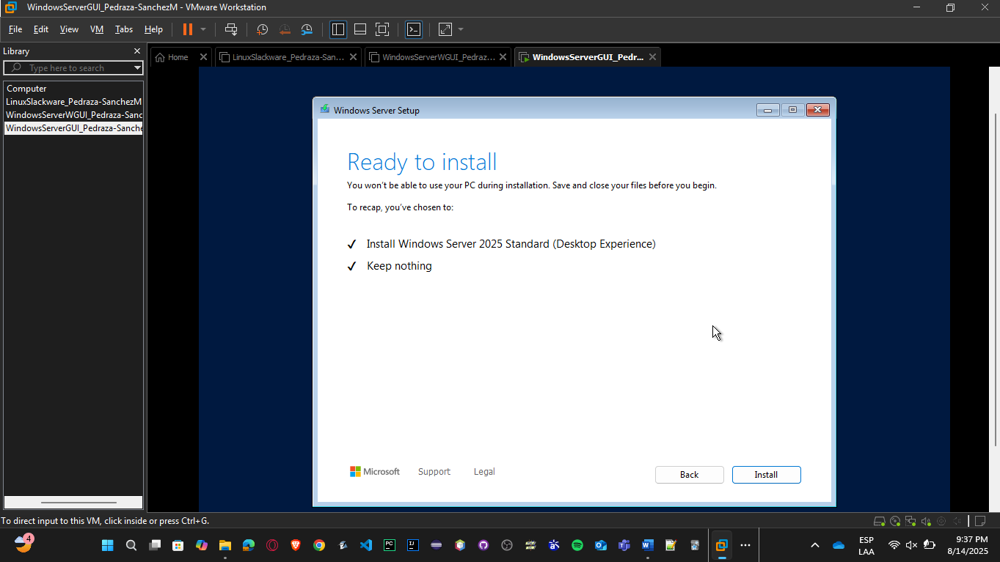 WindowsServerGUI_Pedraza-SanchezM - VMware Workstation
File Edit View VM Tabs Help
Library
Type here to search
Home
LinuxSlackware_Pedraza-San...
WindowsServerWGUI_Pedraz...
WindowsServerGUI_Pedr...
Computer
LinuxSlackware_Pedraza-SanchezM
WindowsServerWGUI_Pedraza-Sanc
WindowsServerGUI_Pedraza-Sanche
Windows Server Setup
Ready to install
You won't be able to use your PC during installation. Save and close your files before you begin.
To recap, you've chosen to:
Install Windows Server 2025 Standard (Desktop Experience)
Keep nothing
Microsoft Support Legal
Back Install
To direct input to this VM, click inside or press Ctrl+G.
4
PC
IJ
ESP
LAA
9:37 PM
8/14/2025